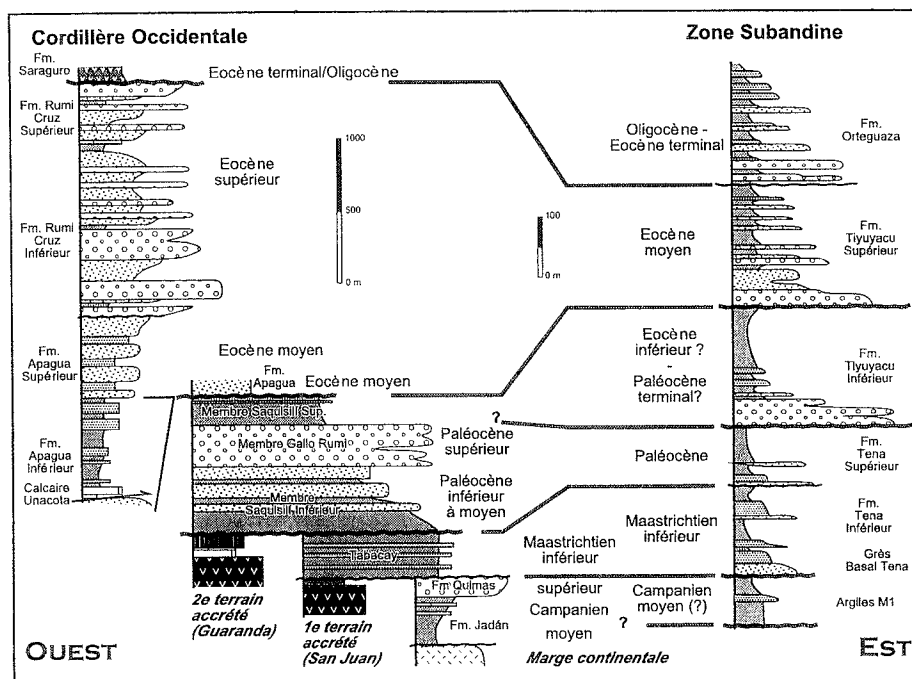 Cordillère Occidentale
Zone Subandine
Fm.
Saraguro
Eocène terminal/Oligocène
Fm. Rumi
Cruz
Supérieur
1000
500
0 m
Eocène
supérieur
Fm. Rumi
Cruz
Inférieur
100
0 m
Oligocène -
Eocène terminal
Fm.
Orteguaza
Eocène
moyen
Fm.
Tiyuyacu
Supérieur
Fm.
Apagua
Supérieur
Eocène moyen
Fm.
Apagua
Eocène moyen
Eocène
inférieur ?
-
Paléocène
terminal?
Fm.
Tiyuyacu
Inférieur
Membre Saquisilí Sup.
Membre Gallo Rumi
?
Paléocène
supérieur
Paléocène
Fm.
Tena
Supérieur
Fm.
Apagua
Inférieur
Calcaire
Unacota
Membre
Saquisilí Inférieur
Paléocène
inférieur
à moyen
Fm.
Tena
Inférieur
Maastrichtien
inférieur
Maastrichtien
inférieur
Grès
Basal Tena
Tabacay
Fm Quimas
supérieur
Campanien
moyen
Campanien
moyen (?)
?
Argiles M1
Fm. Jadán
2e terrain
accrété
(Guaranda)
1e terrain
accrété
(San Juan)
Marge continentale
OUEST
EST